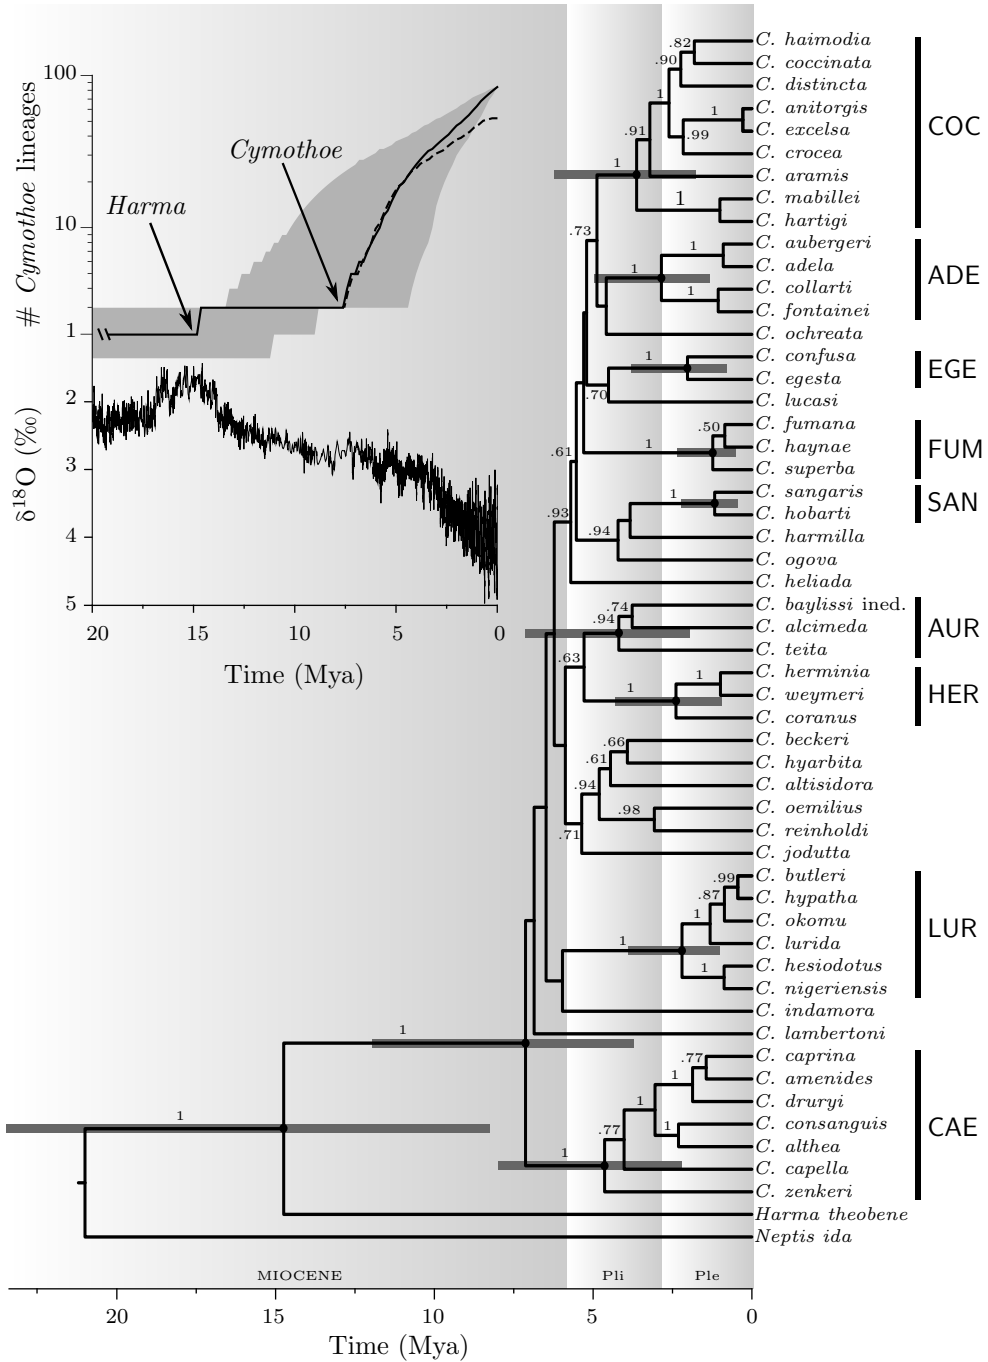 100
10
1
# Cymothoe lineages
Harma
Cymothoe
2
3
4
5
δ18O (‰)
20 15 10 5 0
Time (Mya)
.82
.90
1
1
.99
.91
1
1
.73
1
1
1
1
.70
.50
1
.61
1
.94
.93
.74
.94
.63
1
1
.66
.61
.94
.98
.71
.99
.87
1
1
1
1
.77
1
1
1
.77
1
1
C. haimodia
C. coccinata
C. distincta
C. anitorgis
C. excelsa
C. crocea
C. aramis
C. mabillei
C. hartigi
C. aubergeri
C. adela
C. collarti
C. fontainei
C. ochreata
C. confusa
C. egesta
C. lucasi
C. fumana
C. haynae
C. superba
C. sangaris
C. hobarti
C. harmilla
C. ogova
C. heliada
C. baylissi ined.
C. alcimeda
C. teita
C. herminia
C. weymeri
C. coranus
C. beckeri
C. hyarbita
C. altisidora
C. oemilius
C. reinholdi
C. jodutta
C. butleri
C. hypatha
C. okomu
C. lurida
C. hesiodotus
C. nigeriensis
C. indamora
C. lambertoni
C. caprina
C. amenides
C. druryi
C. consanguis
C. althea
C. capella
C. zenkeri
Harma theobene
Neptis ida
COC
ADE
EGE
FUM
SAN
AUR
HER
LUR
CAE
MIOCENE Pli Ple
20 15 10 5 0
Time (Mya)